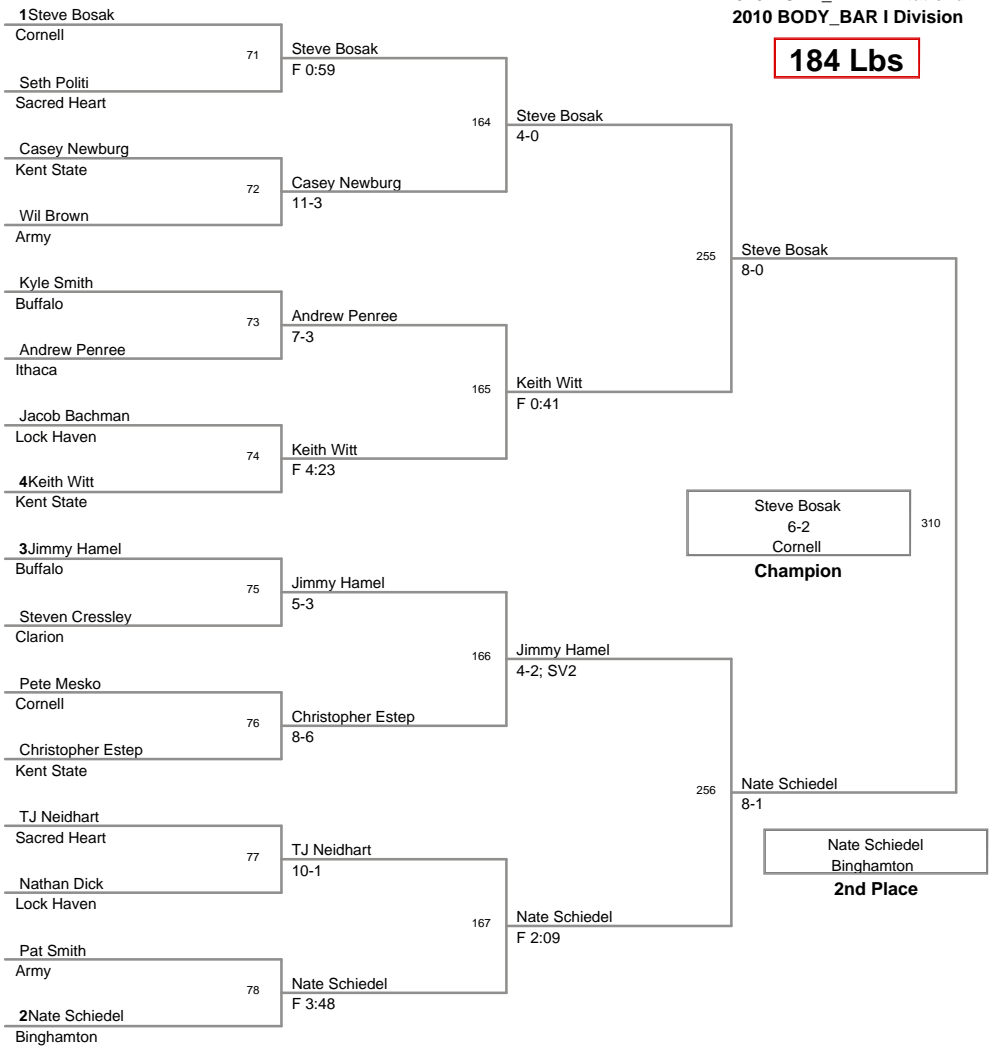 2010 BODY_BAR I Division
184 Lbs
1Steve Bosak
Cornell
71
Seth Politi
Sacred Heart
Steve Bosak
F 0:59
164
Steve Bosak
4-0
Casey Newburg
Kent State
72
Wil Brown
Army
Casey Newburg
11-3
255
Steve Bosak
8-0
Kyle Smith
Buffalo
73
Andrew Penree
Ithaca
Andrew Penree
7-3
165
Keith Witt
F 0:41
Jacob Bachman
Lock Haven
74
4Keith Witt
Kent State
Keith Witt
F 4:23
Steve Bosak
6-2
Cornell
Champion
310
3Jimmy Hamel
Buffalo
75
Steven Cressley
Clarion
Jimmy Hamel
5-3
166
Jimmy Hamel
4-2; SV2
Pete Mesko
Cornell
76
Christopher Estep
Kent State
Christopher Estep
8-6
256
Nate Schiedel
8-1
TJ Neidhart
Sacred Heart
77
Nathan Dick
Lock Haven
TJ Neidhart
10-1
Nate Schiedel
Binghamton
2nd Place
167
Nate Schiedel
F 2:09
Pat Smith
Army
78
2Nate Schiedel
Binghamton
Nate Schiedel
F 3:48